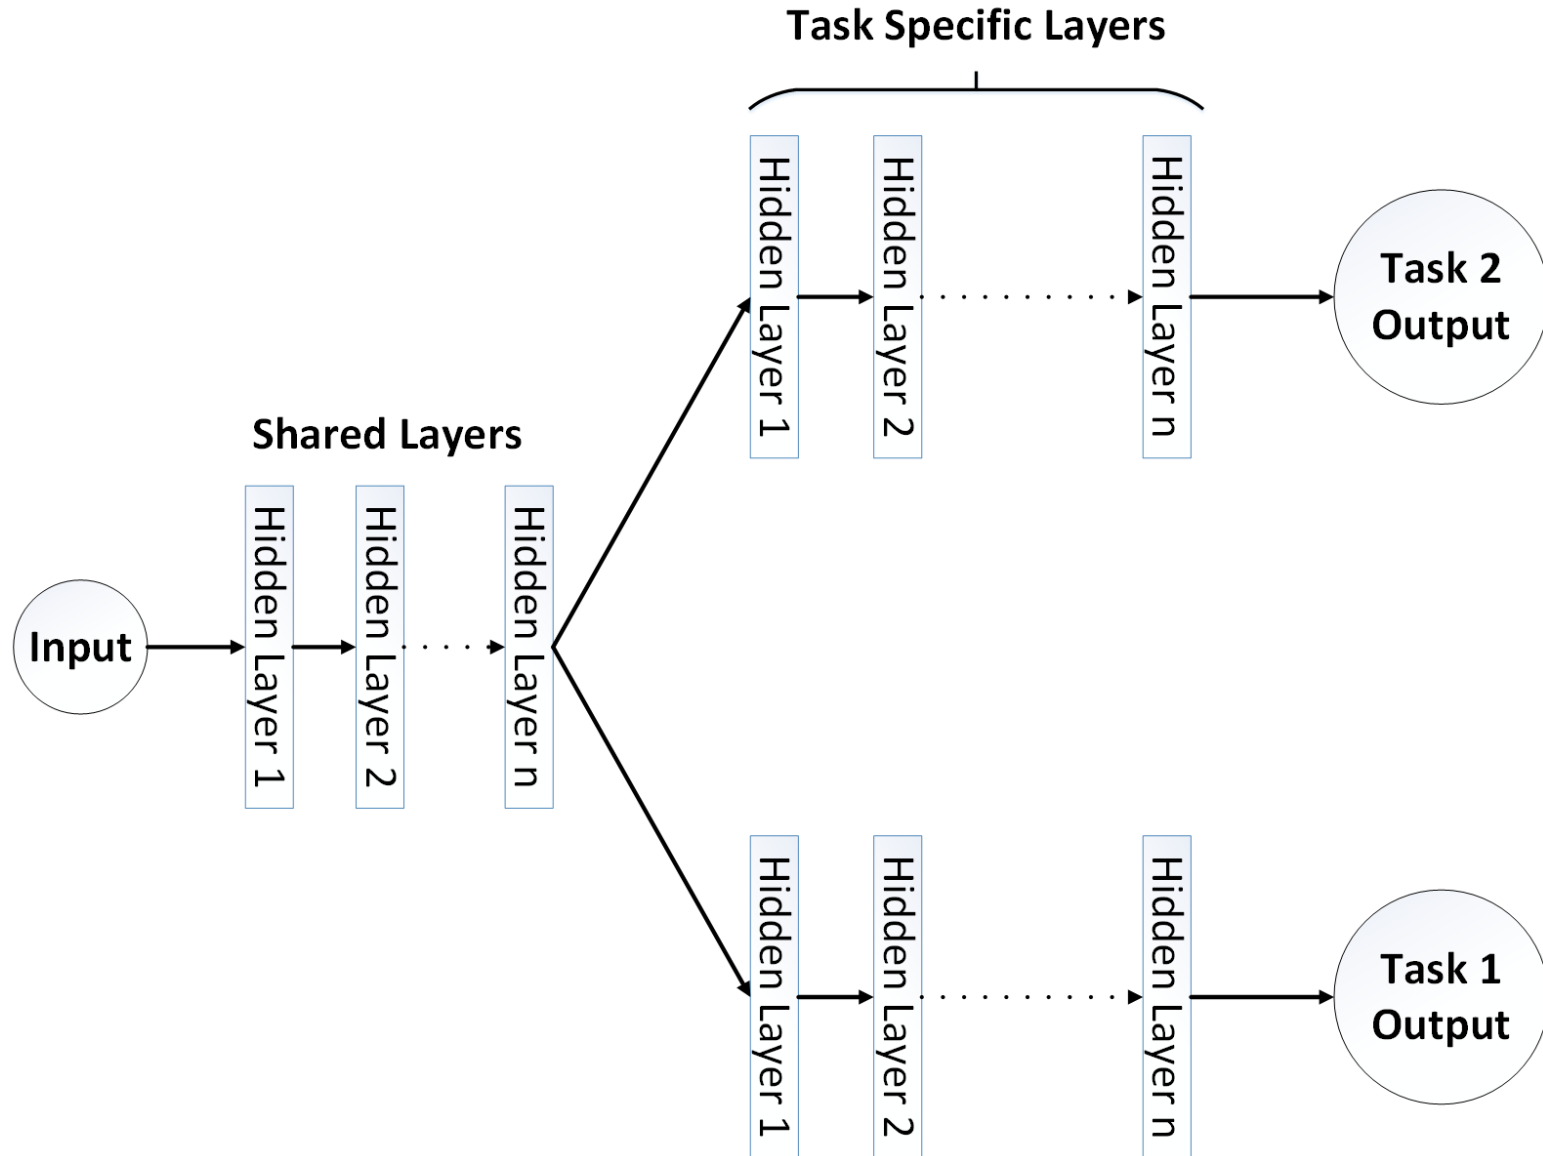 Task Specific Layers
Hidden Layer 1
Hidden Layer 2
Hidden Layer n
Task 2
Output
Shared Layers
Input
Hidden Layer 1
Hidden Layer 2
Hidden Layer n
Hidden Layer 1
Hidden Layer 2
Hidden Layer n
Task 1
Output